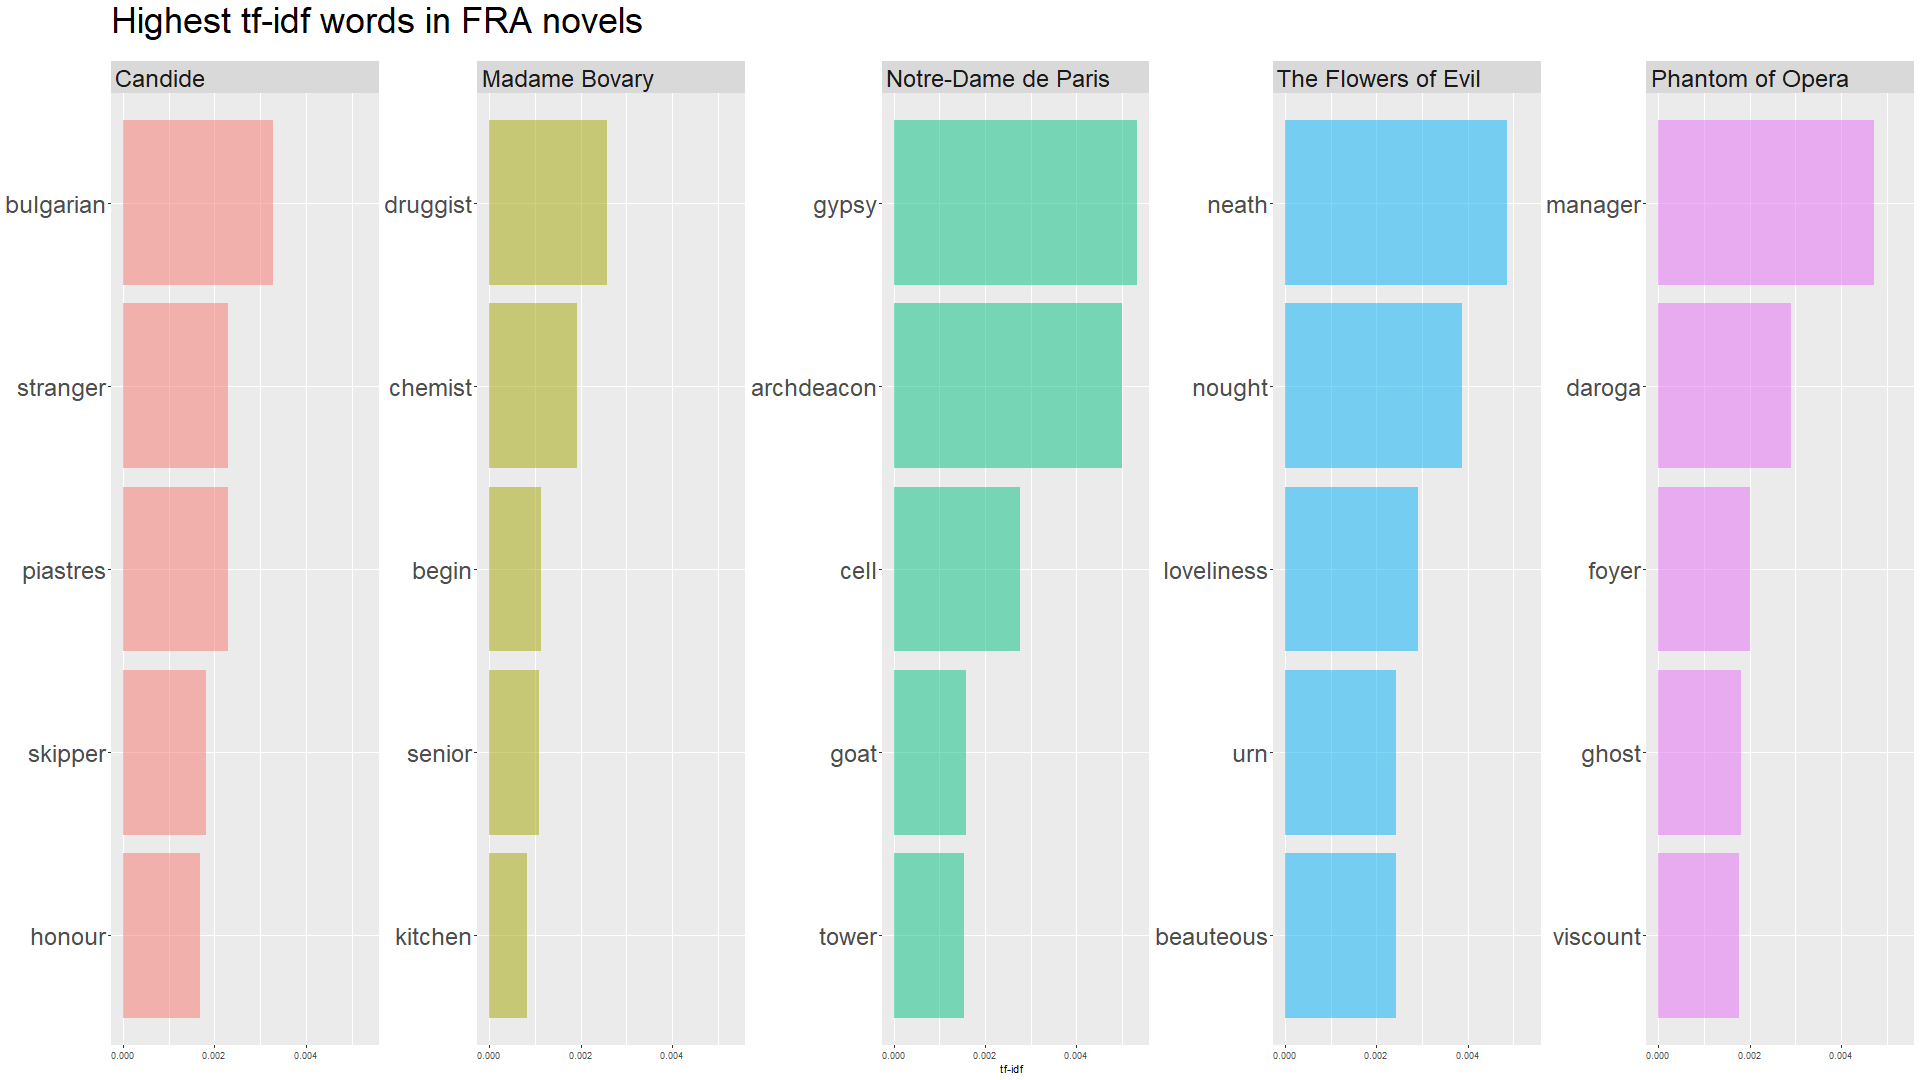 Highest tf-idf words in FRA novels
Candide
bulgarian
stranger
piastres
skipper
honour
0.000 0.002 0.004
Madame Bovary
druggist
chemist
begin
senior
kitchen
0.000 0.002 0.004
Notre-Dame de Paris
gypsy
archdeacon
cell
goat
tower
0.000 0.002 0.004
The Flowers of Evil
neath
nought
loveliness
urn
beauteous
0.000 0.002 0.004
Phantom of Opera
manager
daroga
foyer
ghost
viscount
0.000 0.002 0.004
tf-idf